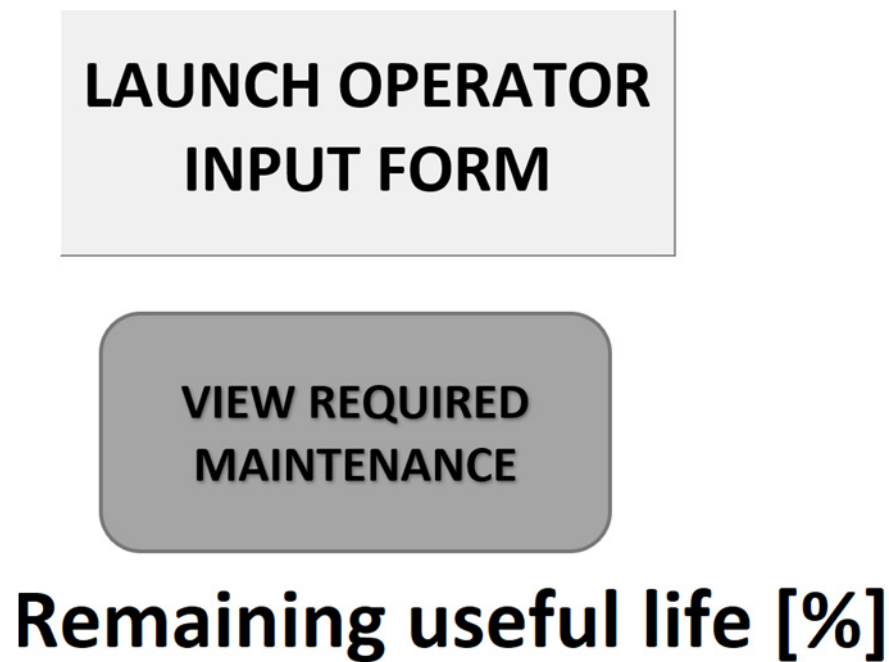 LAUNCH OPERATOR
INPUT FORM
VIEW REQUIRED
MAINTENANCE
Remaining useful life [%]